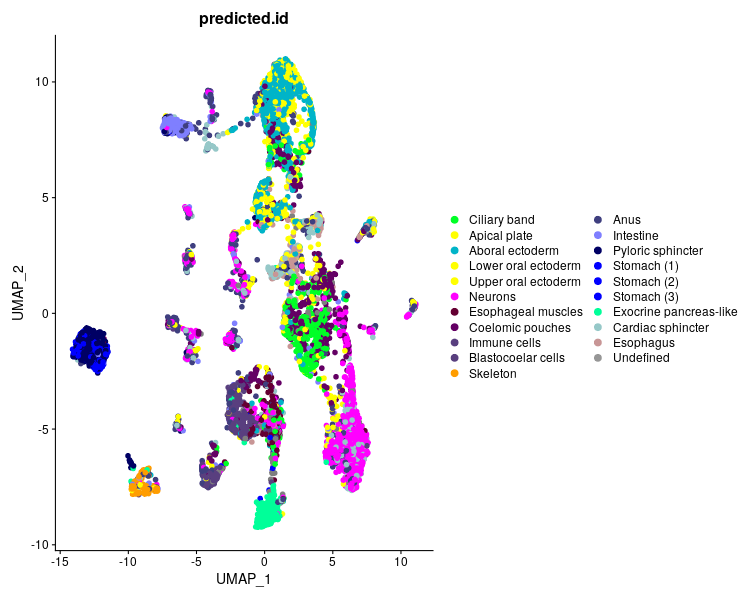 predicted.id
10
5
0
-5
-10
UMAP_2
-15
-10
-5
0
5
10
UMAP_1
Ciliary band
Apical plate
Aboral ectoderm
Lower oral ectoderm
Upper oral ectoderm
Neurons
Esophageal muscles
Coelomic pouches
Immune cells
Blastocoelar cells
Skeleton
Anus
Intestine
Pyloric sphincter
Stomach (1)
Stomach (2)
Stomach (3)
Exocrine pancreas-like
Cardiac sphincter
Esophagus
Undefined